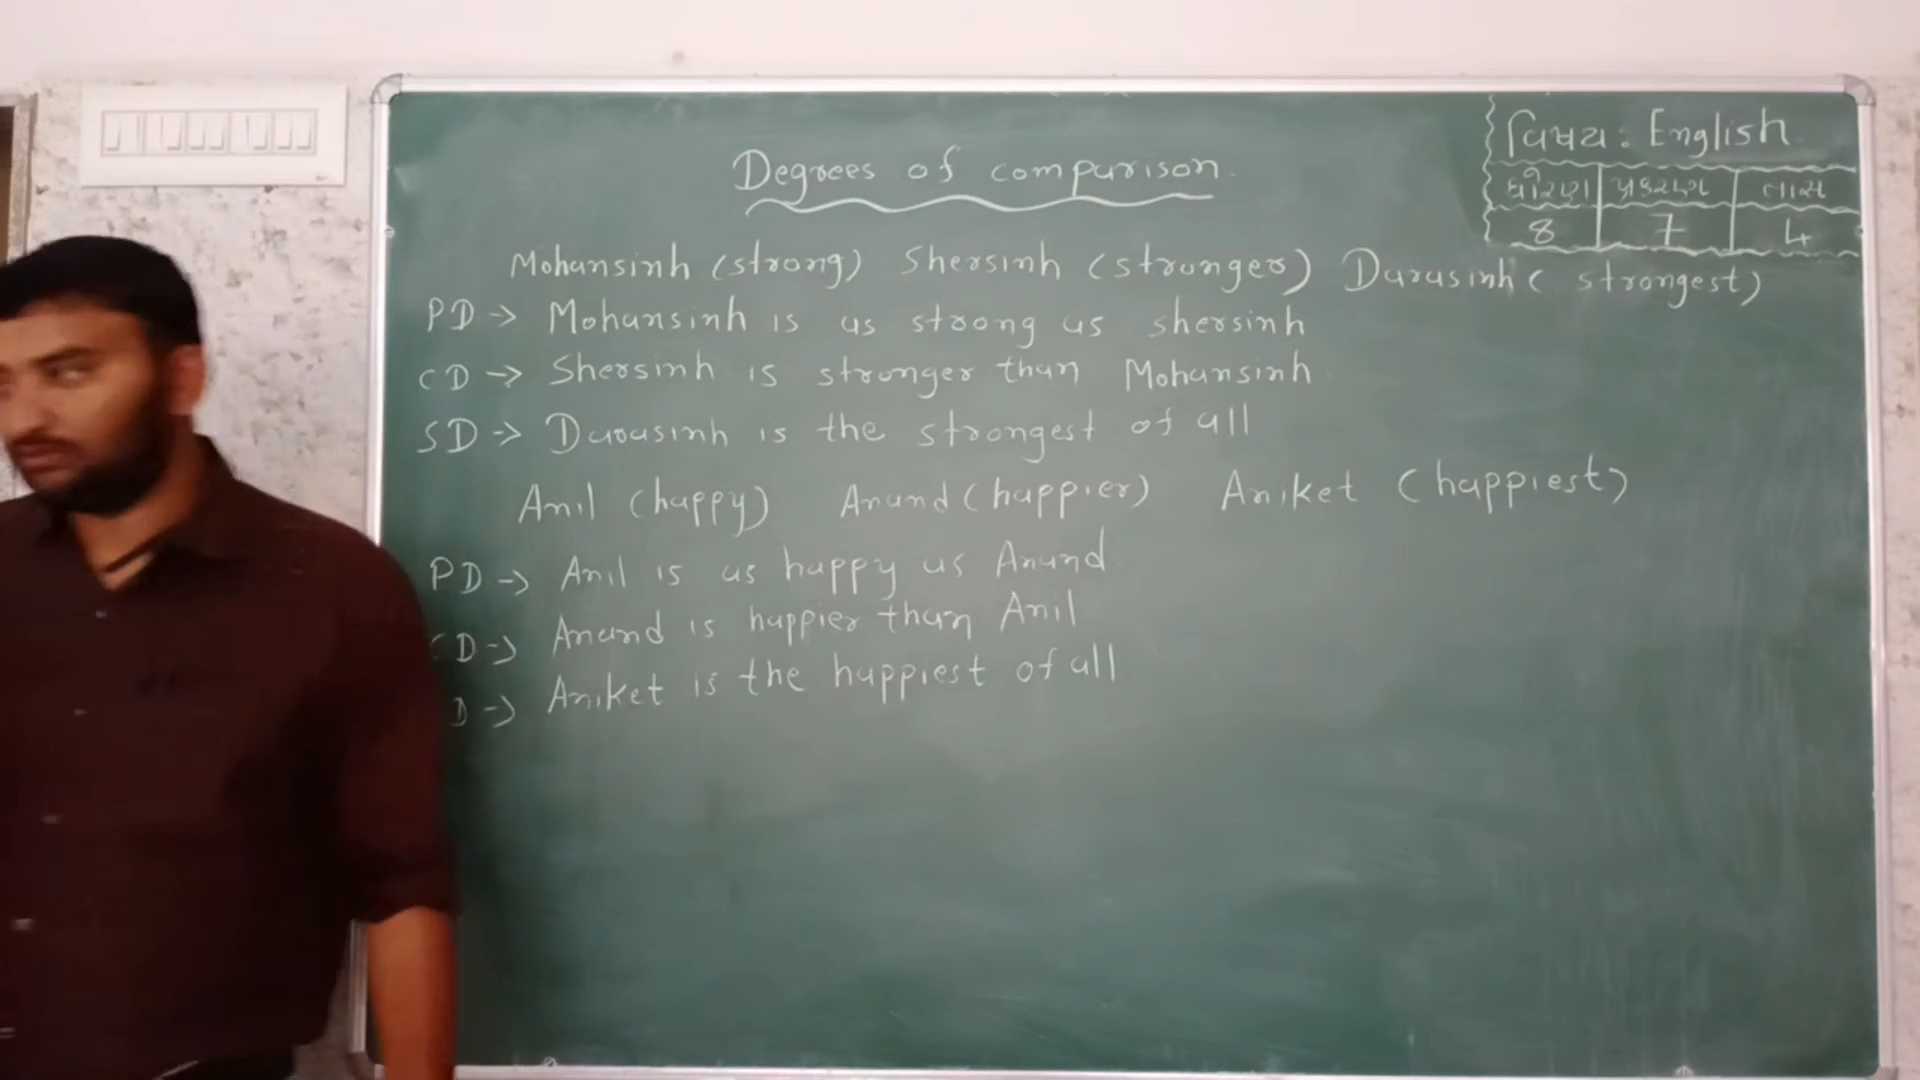 Degrees of comparison
વિષય: English
ધોરણ પ્રકરણ તાસ
8 7 4
Mohansinh (strong) Shersinh (stronger) Darasinh ( strongest)
PD → Mohansinh is as strong as shersinh
CD → Shersinh is stronger than Mohansinh
SD → Darasinh is the strongest of all
Anil (happy) Anand (happier) Aniket (happiest)
PD → Anil is as happy as Anand
CD → Anand is happier than Anil
D → Aniket is the happiest of all